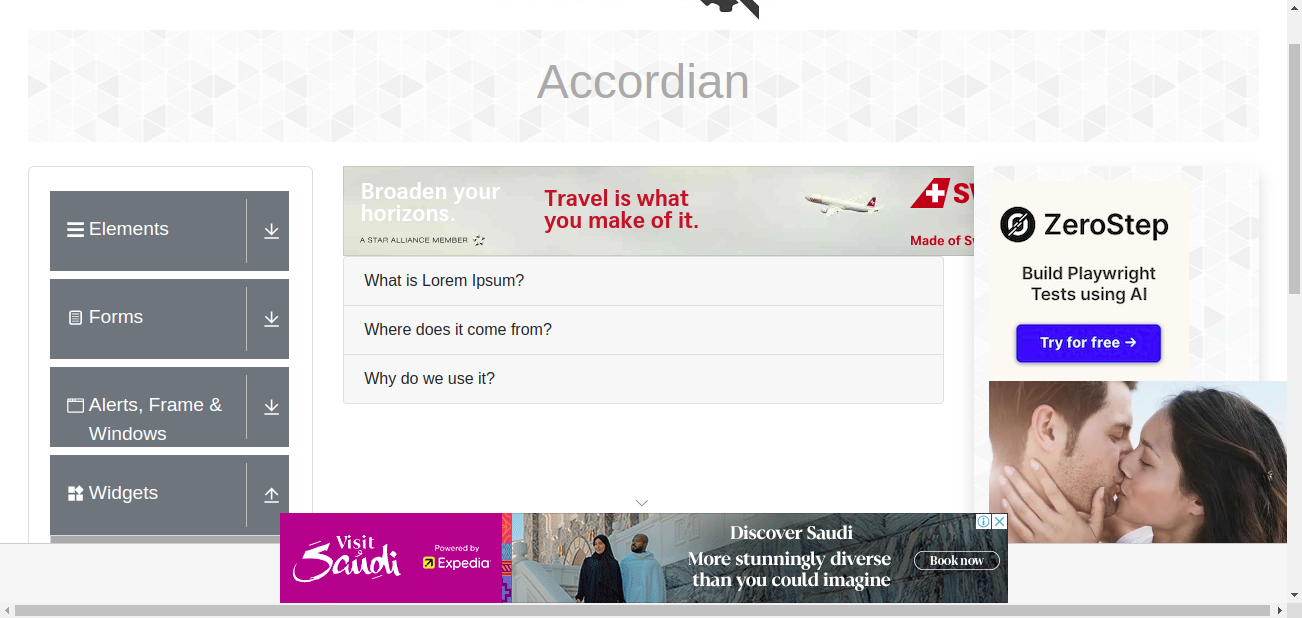 Accordian
Elements
Forms
Alerts, Frame &
Windows
Widgets
Broaden your
horizons.
A STAR ALLIANCE MEMBER
Travel is what
you make of it.
SW
Made of S
What is Lorem Ipsum?
Where does it come from?
Why do we use it?
ZeroStep
Build Playwright
Tests using AI
Try for free →
Visit
Saudi
Powered by
Expedia
Discover Saudi
More stunningly diverse
than you could imagine
Book now